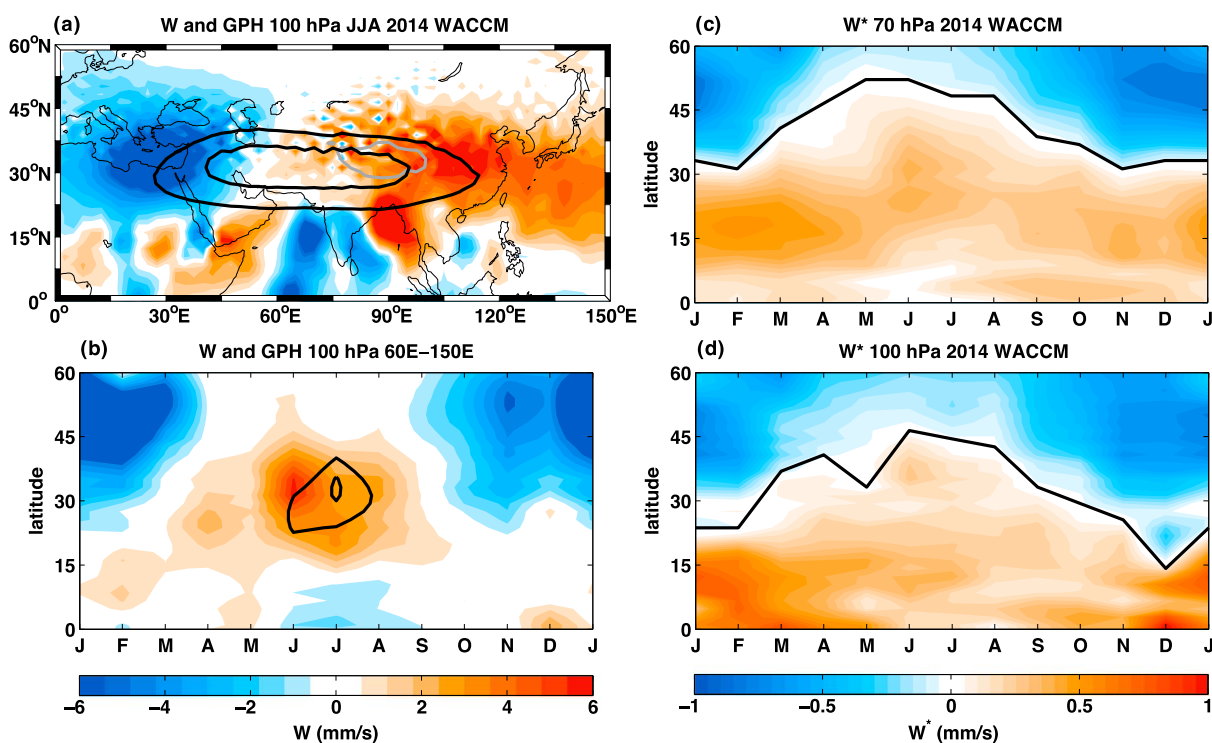 (a) W and GPH 100 hPa JJA 2014 WACCM
60°N
45°N
30°N
15°N
0°
0° 30°E 60°E 90°E 120°E 150°E
(b) W and GPH 100 hPa 60E−150E
latitude
60
45
30
15
0
J F M A M J J A S O N D J
−6 −4 −2 0 2 4 6
W (mm/s)
(c) W* 70 hPa 2014 WACCM
latitude
60
45
30
15
0
J F M A M J J A S O N D J
(d) W* 100 hPa 2014 WACCM
latitude
60
45
30
15
0
J F M A M J J A S O N D J
−1 −0.5 0 0.5 1
W* (mm/s)